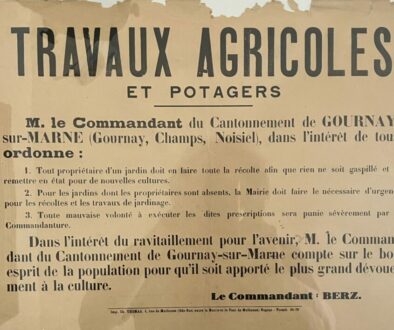 TRAVAUX AGRICOLES
ET POTAGERS
M. le Commandant du Cantonnement de GOURNAY
sur-MARNE (Gournay, Champs, Noisiel), dans l'intérêt de tou
ordonne :
1. Tout propriétaire d'un jardin doit en faire toute la récolte afin que rien ne soit gaspillé et
remettre en état pour de nouvelles cultures.
2. Pour les jardins dont les propriétaires sont absents, la Mairie doit faire le nécessaire d'urgen
pour les récoltes et les travaux de jardinage.
3. Toute mauvaise volonté à exécuter les dites prescriptions sera punie sévèrement par
Commandanture.
Dans l'intérêt du ravitaillement pour l'avenir, M. le Comman
dant du Cantonnement de Gournay-sur-Marne compte sur le bo
esprit de la population pour qu'il soit apporté le plus grand dévoue
ment à la culture.
Le Commandant : BERZ.
Imp. Ch. THOMAS, 1, rue de